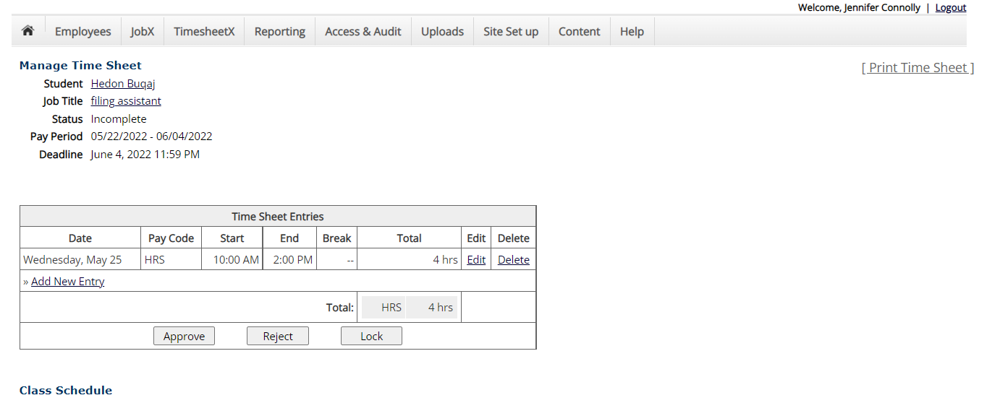 Welcome, Jennifer Connolly | Logout
Employees JobX TimesheetX Reporting Access & Audit Uploads Site Set up Content Help
Manage Time Sheet
[ Print Time Sheet ]
Student Hedon Buqaj
Job Title filing assistant
Status Incomplete
Pay Period 05/22/2022 - 06/04/2022
Deadline June 4, 2022 11:59 PM
Time Sheet Entries
Date Pay Code Start End Break Total Edit Delete
Wednesday, May 25 HRS 10:00 AM 2:00 PM -- 4 hrs Edit Delete
» Add New Entry
Total: HRS 4 hrs
Approve Reject Lock
Class Schedule